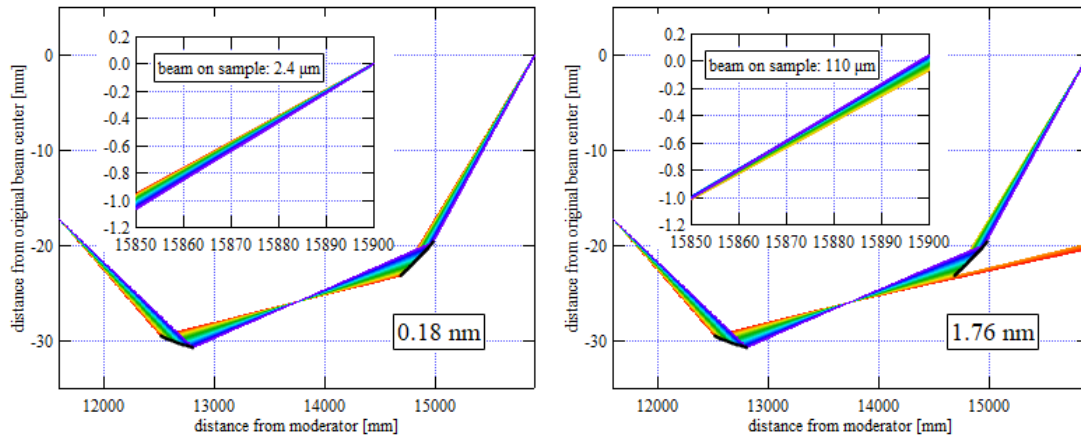 0
-10
-20
-30
distance from original beam center [mm]
0.2
0.0
-0.2
-0.4
-0.6
-0.8
-1.0
-1.2
beam on sample: 2.4 μm
15850 15860 15870 15880 15890 15900
0.18 nm
12000 13000 14000 15000
distance from moderator [mm]
0
-10
-20
-30
distance from original beam center [mm]
0.2
0.0
-0.2
-0.4
-0.6
-0.8
-1.0
-1.2
beam on sample: 110 μm
15850 15860 15870 15880 15890 15900
1.76 nm
12000 13000 14000 15000
distance from moderator [mm]